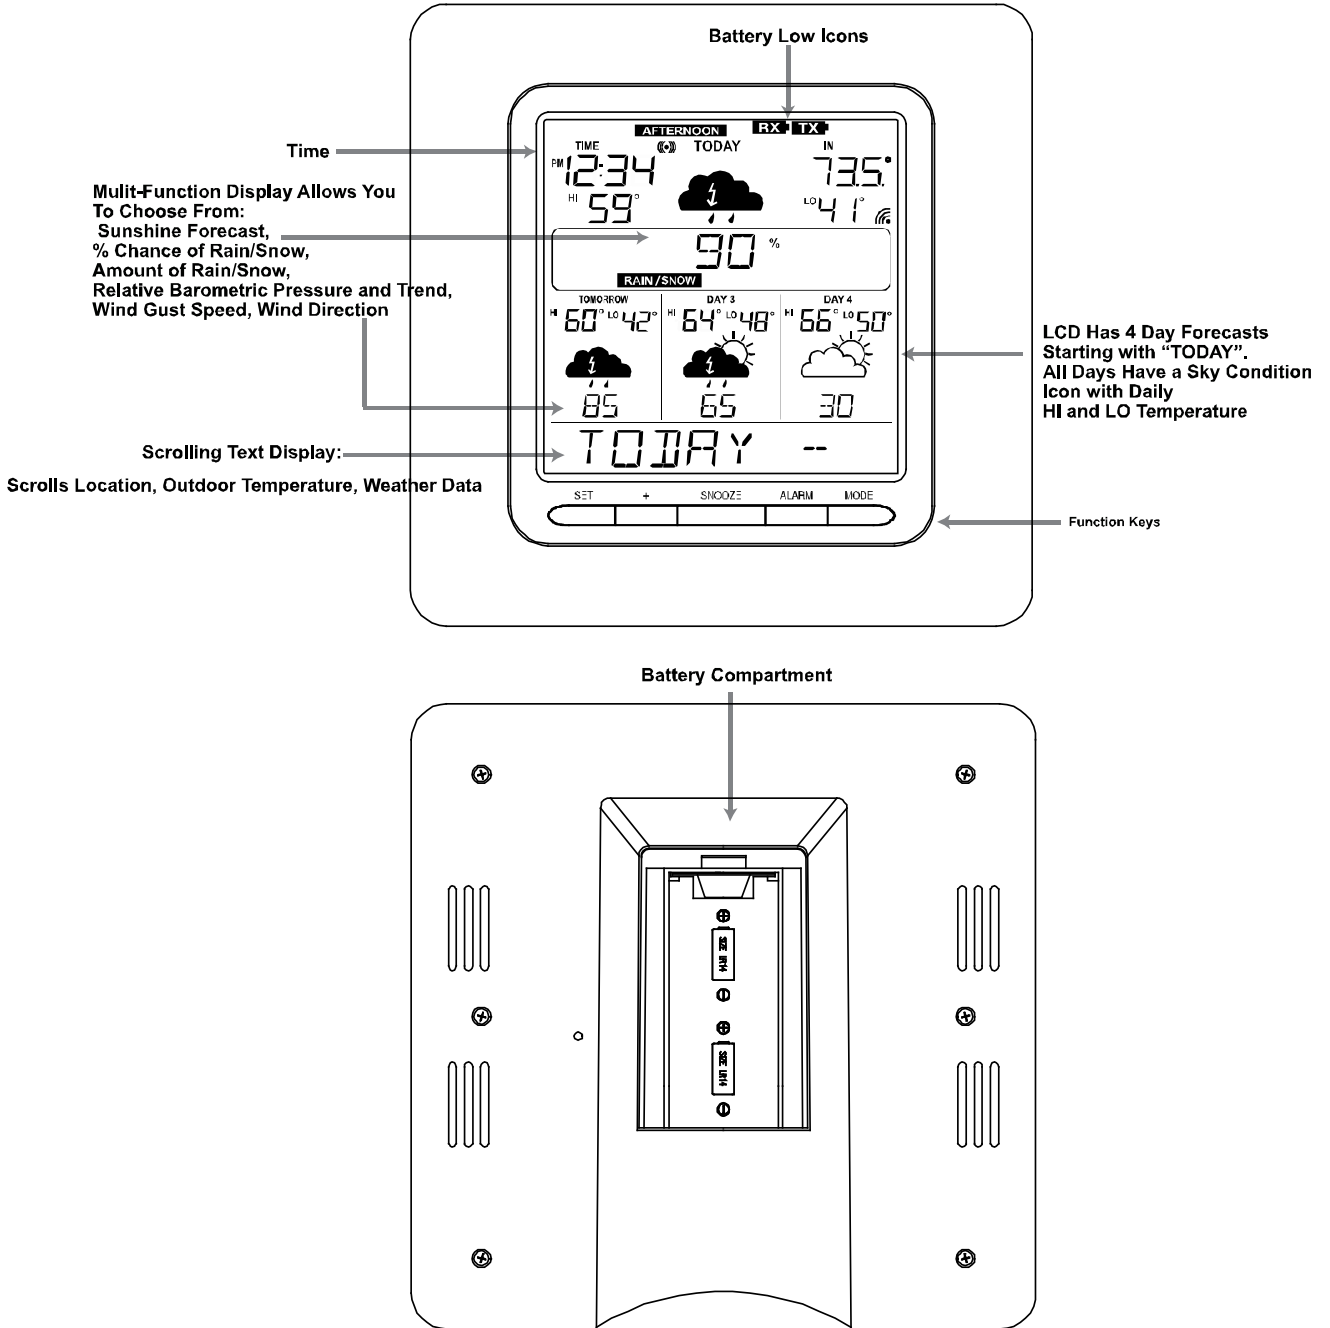 Battery Low Icons
AFTERNOON
RX TX
TIME
TODAY
IN
Time
PM 12:34
73.5°
HI 59°
LO 41°
Mulit-Function Display Allows You
To Choose From:
Sunshine Forecast,
% Chance of Rain/Snow,
Amount of Rain/Snow,
Relative Barometric Pressure and Trend,
Wind Gust Speed, Wind Direction
90 %
RAIN/SNOW
TOMORROW
DAY 3
DAY 4
HI 60° LO 42°
HI 64° LO 48°
HI 66° LO 50°
85
65
30
LCD Has 4 Day Forecasts
Starting with “TODAY”.
All Days Have a Sky Condition
Icon with Daily
HI and LO Temperature
Scrolling Text Display:
TODAY --
Scrolls Location, Outdoor Temperature, Weather Data
SET + SNOOZE ALARM MODE
Function Keys
Battery Compartment
SIZE LR14
SIZE LR14